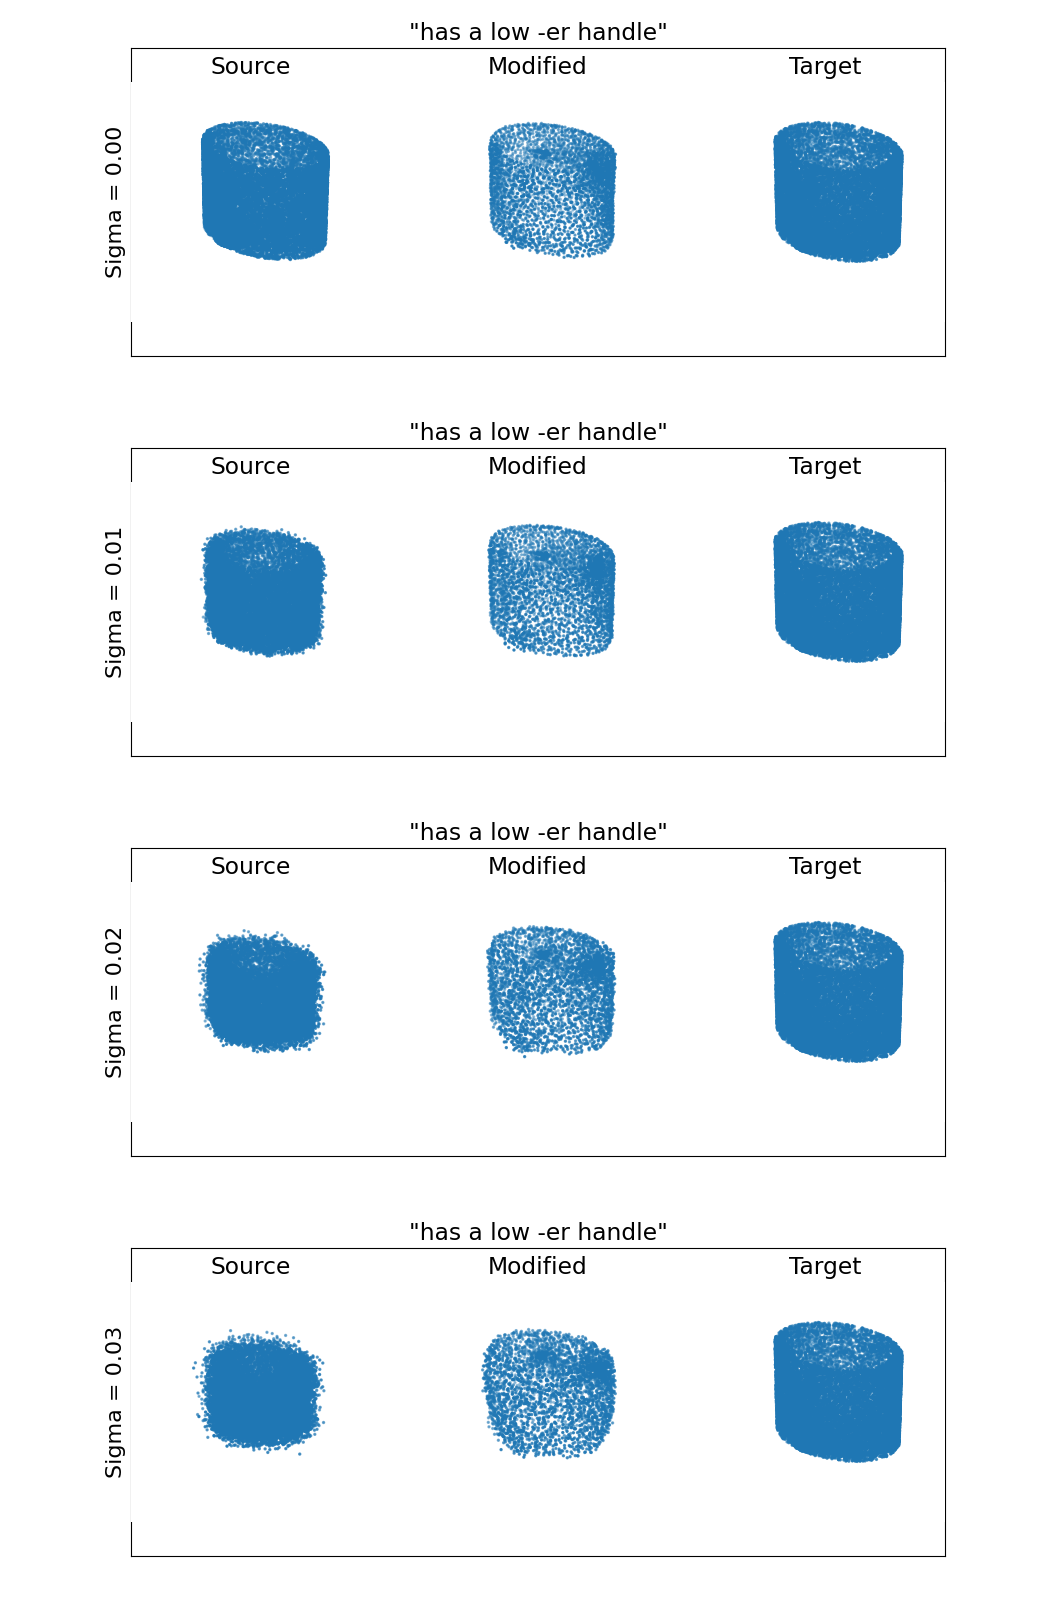 "has a low -er handle"
Source Modified Target
Sigma = 0.00
"has a low -er handle"
Source Modified Target
Sigma = 0.01
"has a low -er handle"
Source Modified Target
Sigma = 0.02
"has a low -er handle"
Source Modified Target
Sigma = 0.03